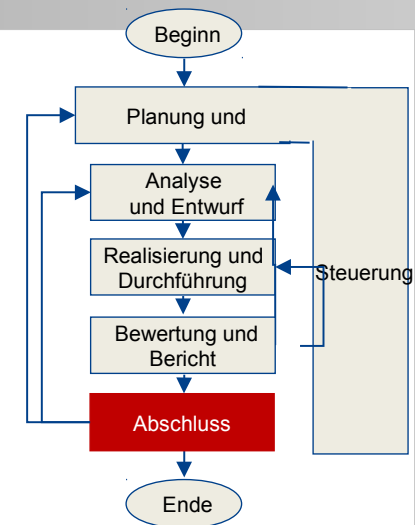 Beginn
Planung und
Analyse
und Entwurf
Realisierung und
Durchführung
Steuerung
Bewertung und
Bericht
Abschluss
Ende